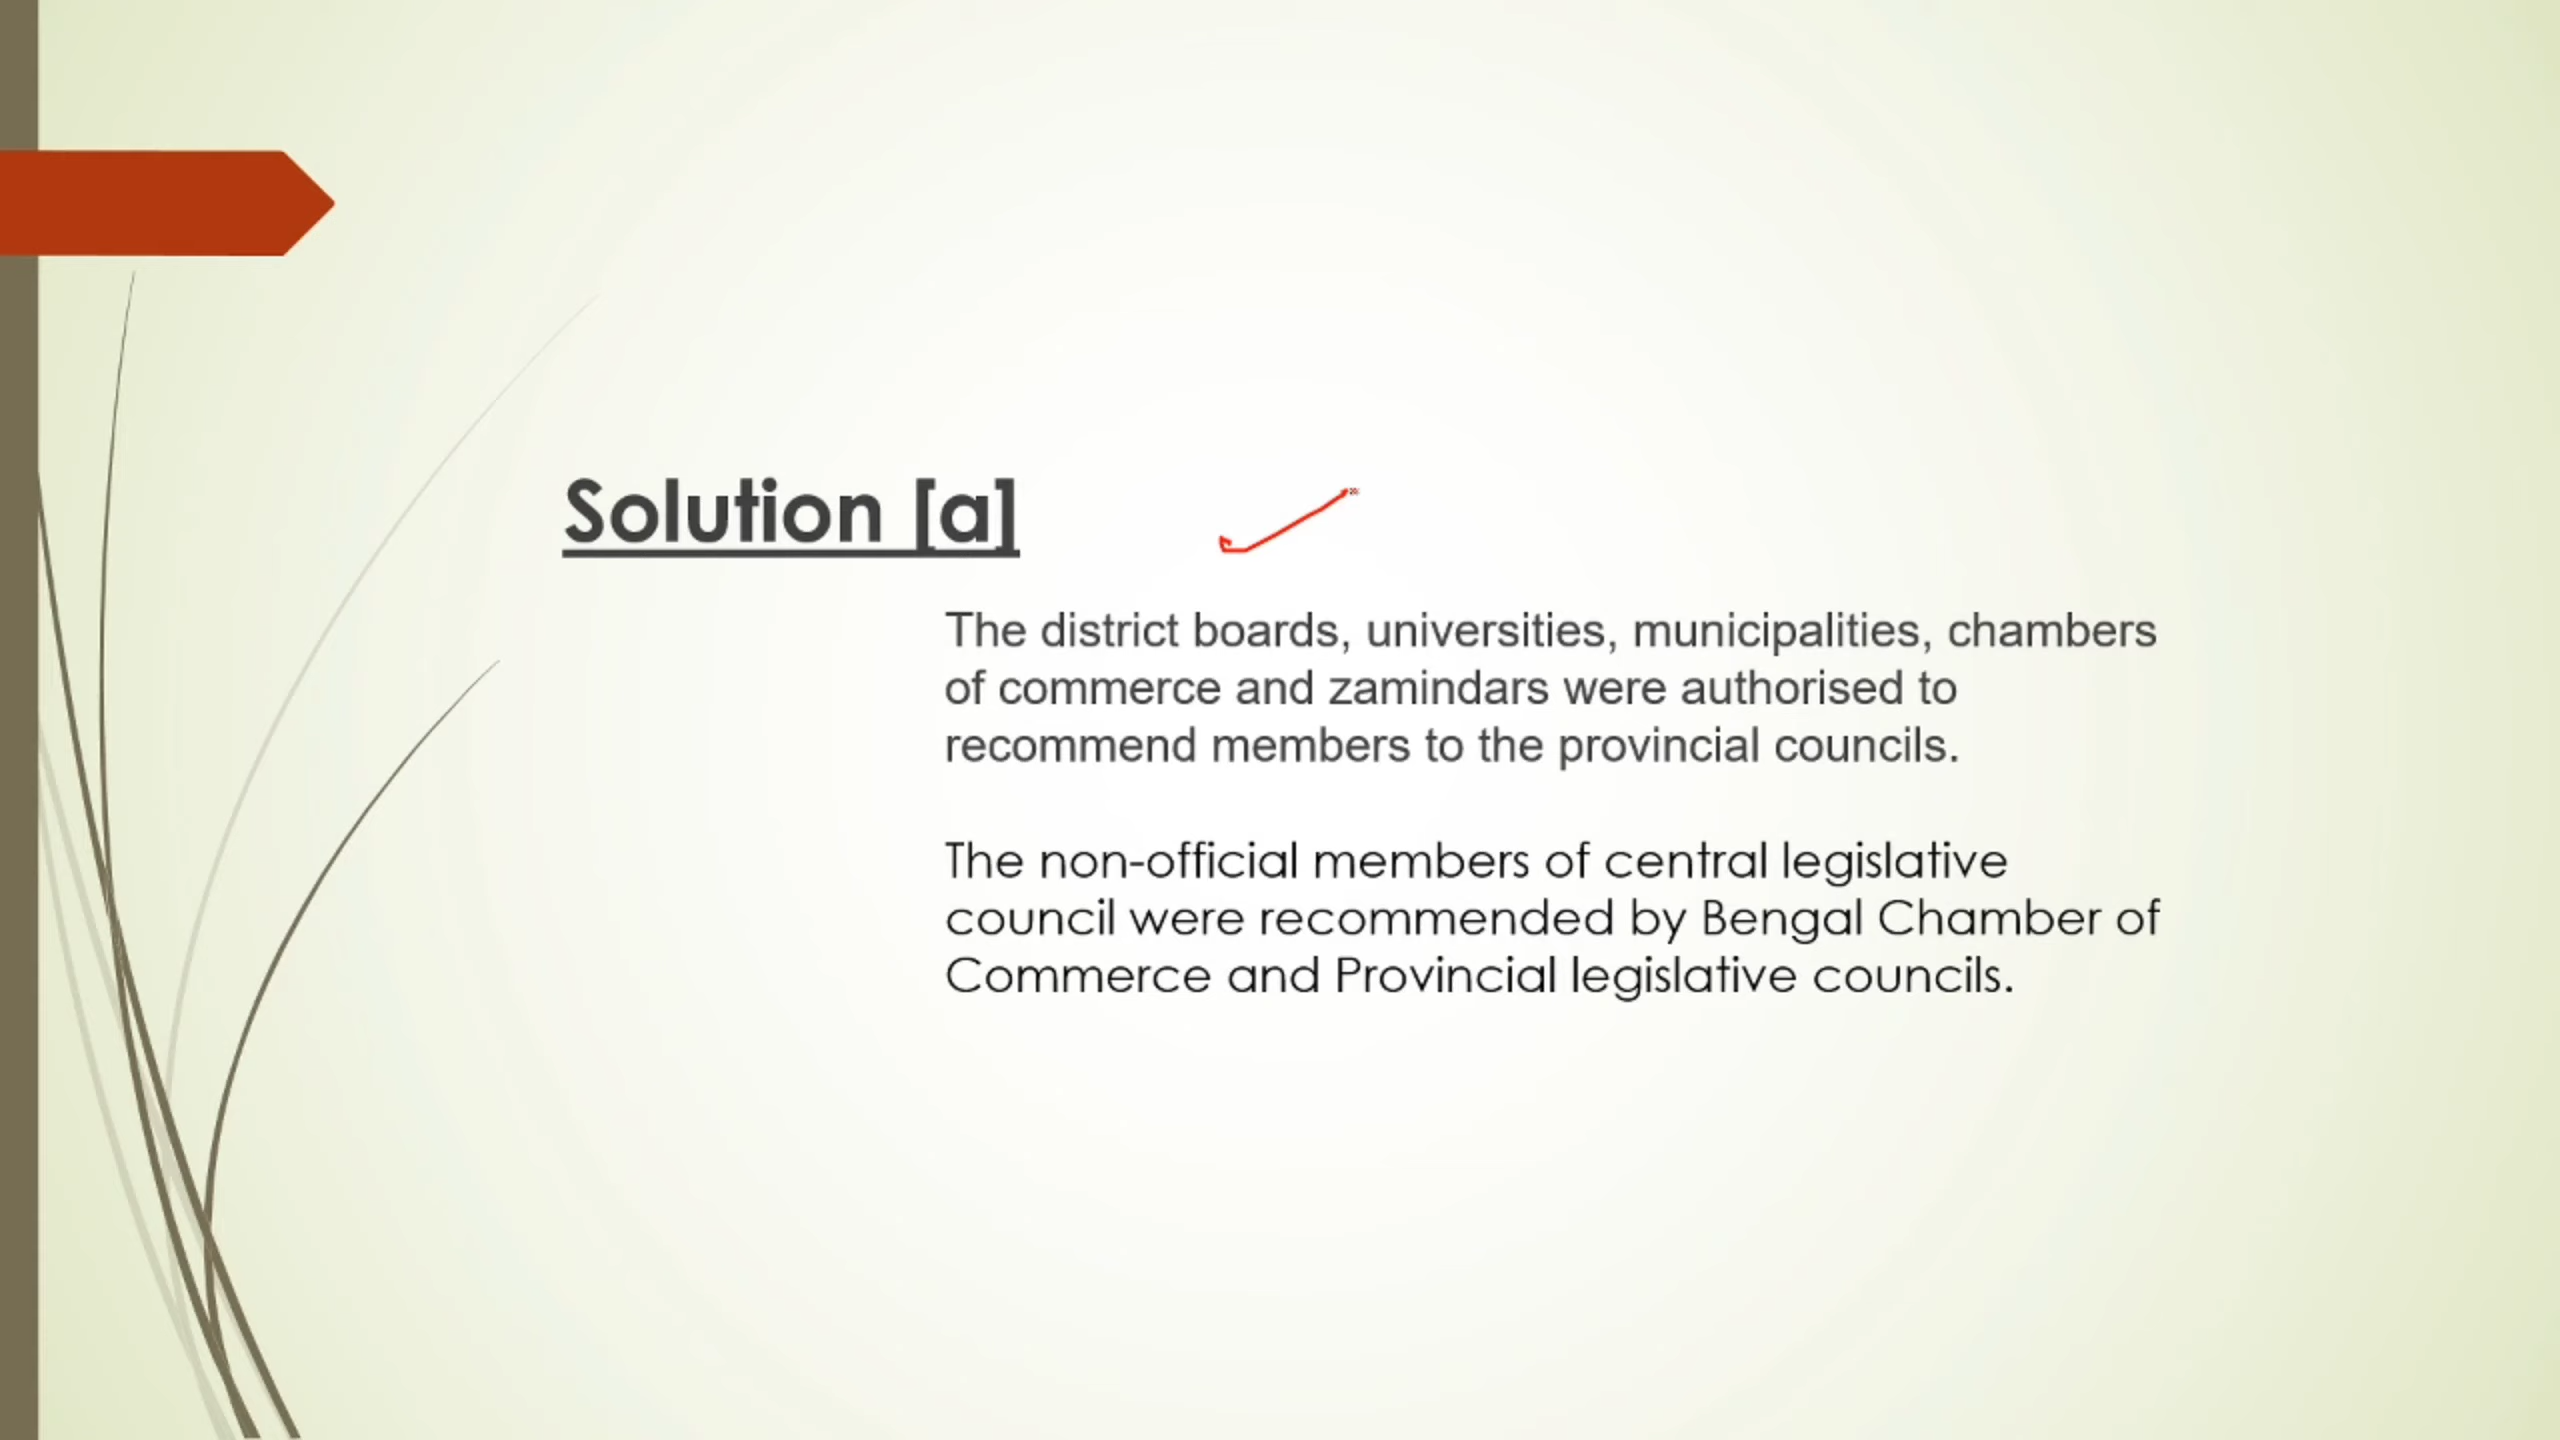 Solution [a]
The district boards, universities, municipalities, chambers
of commerce and zamindars were authorised to
recommend members to the provincial councils.
The non-official members of central legislative
council were recommended by Bengal Chamber of
Commerce and Provincial legislative councils.